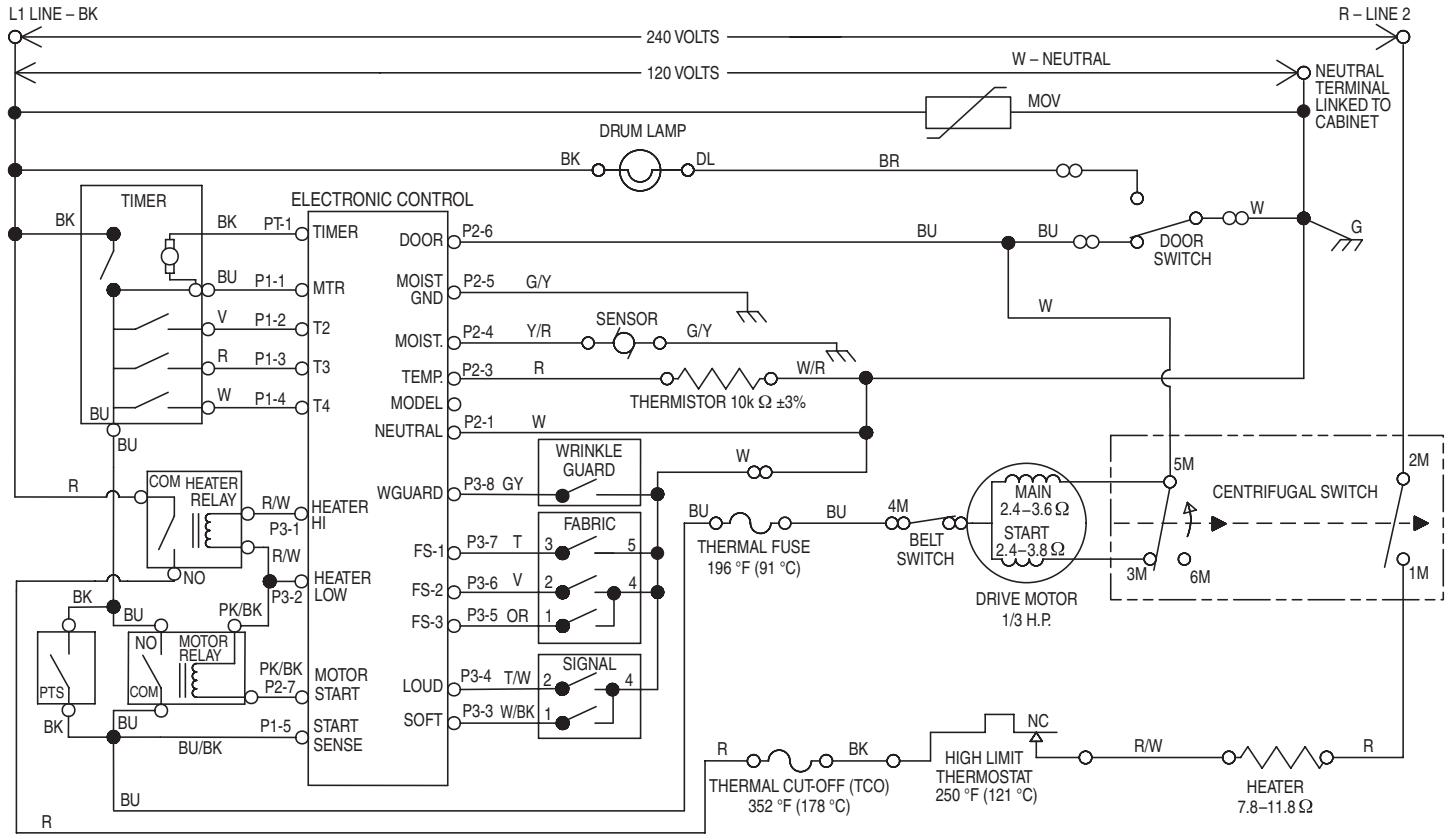 L1 LINE – BK
R – LINE 2
240 VOLTS
W – NEUTRAL
120 VOLTS
NEUTRAL
TERMINAL
LINKED TO
CABINET
MOV
DRUM LAMP
BK
DL
BR
TIMER
ELECTRONIC CONTROL
BK
BK
PT-1
TIMER
DOOR
P2-6
BU
BU
W
DOOR
SWITCH
G
BU
P1-1
MTR
MOIST
GND
P2-5
G/Y
W
V
P1-2
T2
MOIST.
P2-4
Y/R
SENSOR
G/Y
R
P1-3
T3
TEMP.
P2-3
R
W/R
THERMISTOR 10k Ω ±3%
W
P1-4
T4
MODEL
BU
BU
NEUTRAL
P2-1
W
WRINKLE
GUARD
W
R
COM
HEATER
RELAY
R/W
P3-1
HEATER
HI
R/W
NO
WGUARD
P3-8
GY
FABRIC
FS-1
P3-7
T
3
5
FS-2
P3-6
V
2
4
FS-3
P3-5
OR
1
HEATER
LOW
P3-2
BU
THERMAL FUSE
196 °F (91 °C)
BU
4M
BELT
SWITCH
MAIN
2.4–3.6 Ω
START
2.4–3.8 Ω
DRIVE MOTOR
1/3 H.P.
5M
3M
6M
CENTRIFUGAL SWITCH
2M
1M
BK
BU
PK/BK
NO
MOTOR
RELAY
COM
PTS
PK/BK
P2-7
MOTOR
START
BK
BU
P1-5
START
SENSE
BU/BK
SIGNAL
LOUD
P3-4
T/W
2
4
SOFT
P3-3
W/BK
1
BU
R
R
BK
THERMAL CUT-OFF (TCO)
352 °F (178 °C)
NC
HIGH LIMIT
THERMOSTAT
250 °F (121 °C)
R/W
HEATER
7.8–11.8 Ω
R